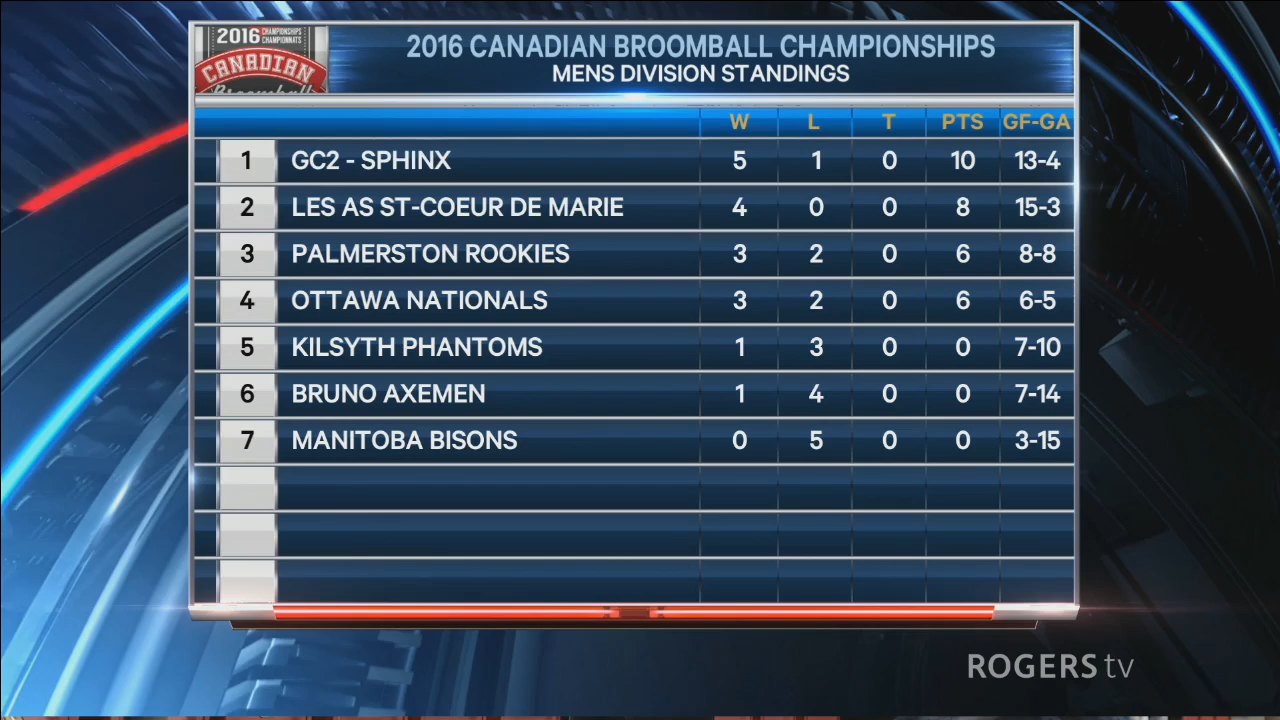 2016 CHAMPIONSHIPS
CHAMPIONNATS
CANADIAN
Broomball
2016 CANADIAN BROOMBALL CHAMPIONSHIPS
MENS DIVISION STANDINGS
W L T PTS GF-GA
1 GC2 - SPHINX 5 1 0 10 13-4
2 LES AS ST-COEUR DE MARIE 4 0 0 8 15-3
3 PALMERSTON ROOKIES 3 2 0 6 8-8
4 OTTAWA NATIONALS 3 2 0 6 6-5
5 KILSYTH PHANTOMS 1 3 0 0 7-10
6 BRUNO AXEMEN 1 4 0 0 7-14
7 MANITOBA BISONS 0 5 0 0 3-15
ROGERS tv